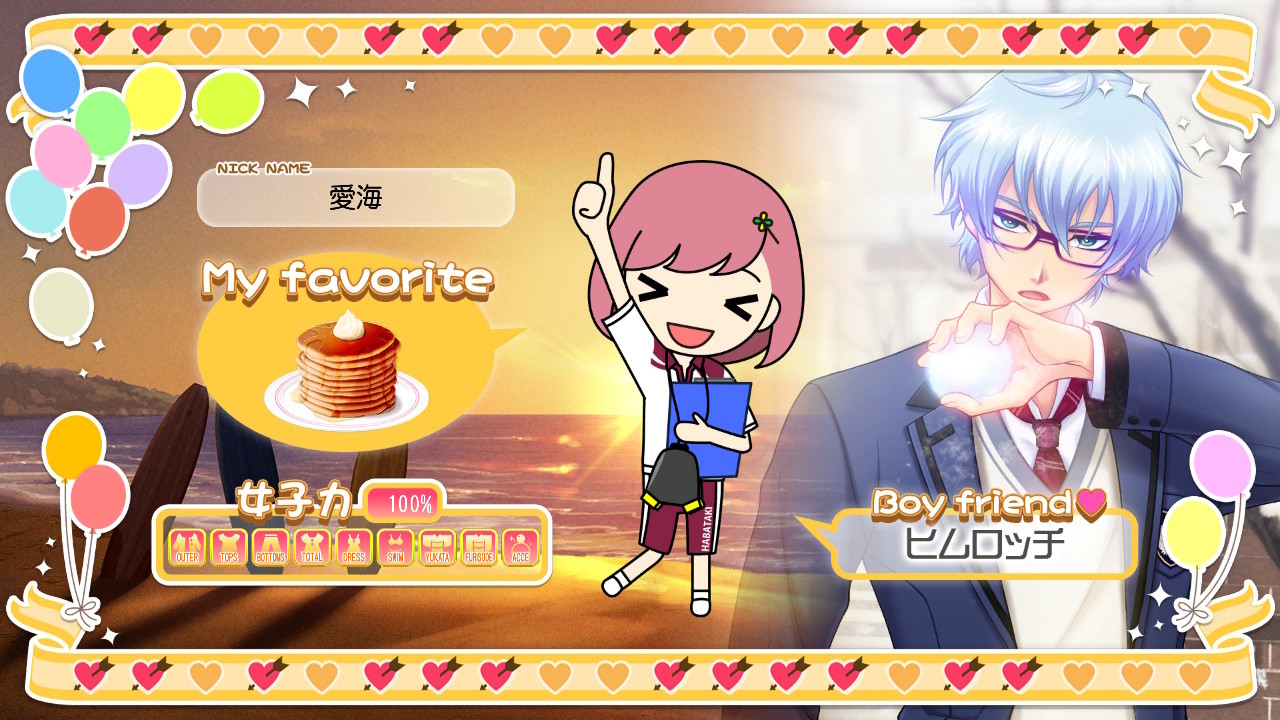 NICK NAME
愛海
My favorite
女子力 100%
OUTER TOPS BOTTOMS TOTAL DRESS SWIM YUKATA FURISODE ACCE
HABATAKI
Boy friend
ヒムロッチ